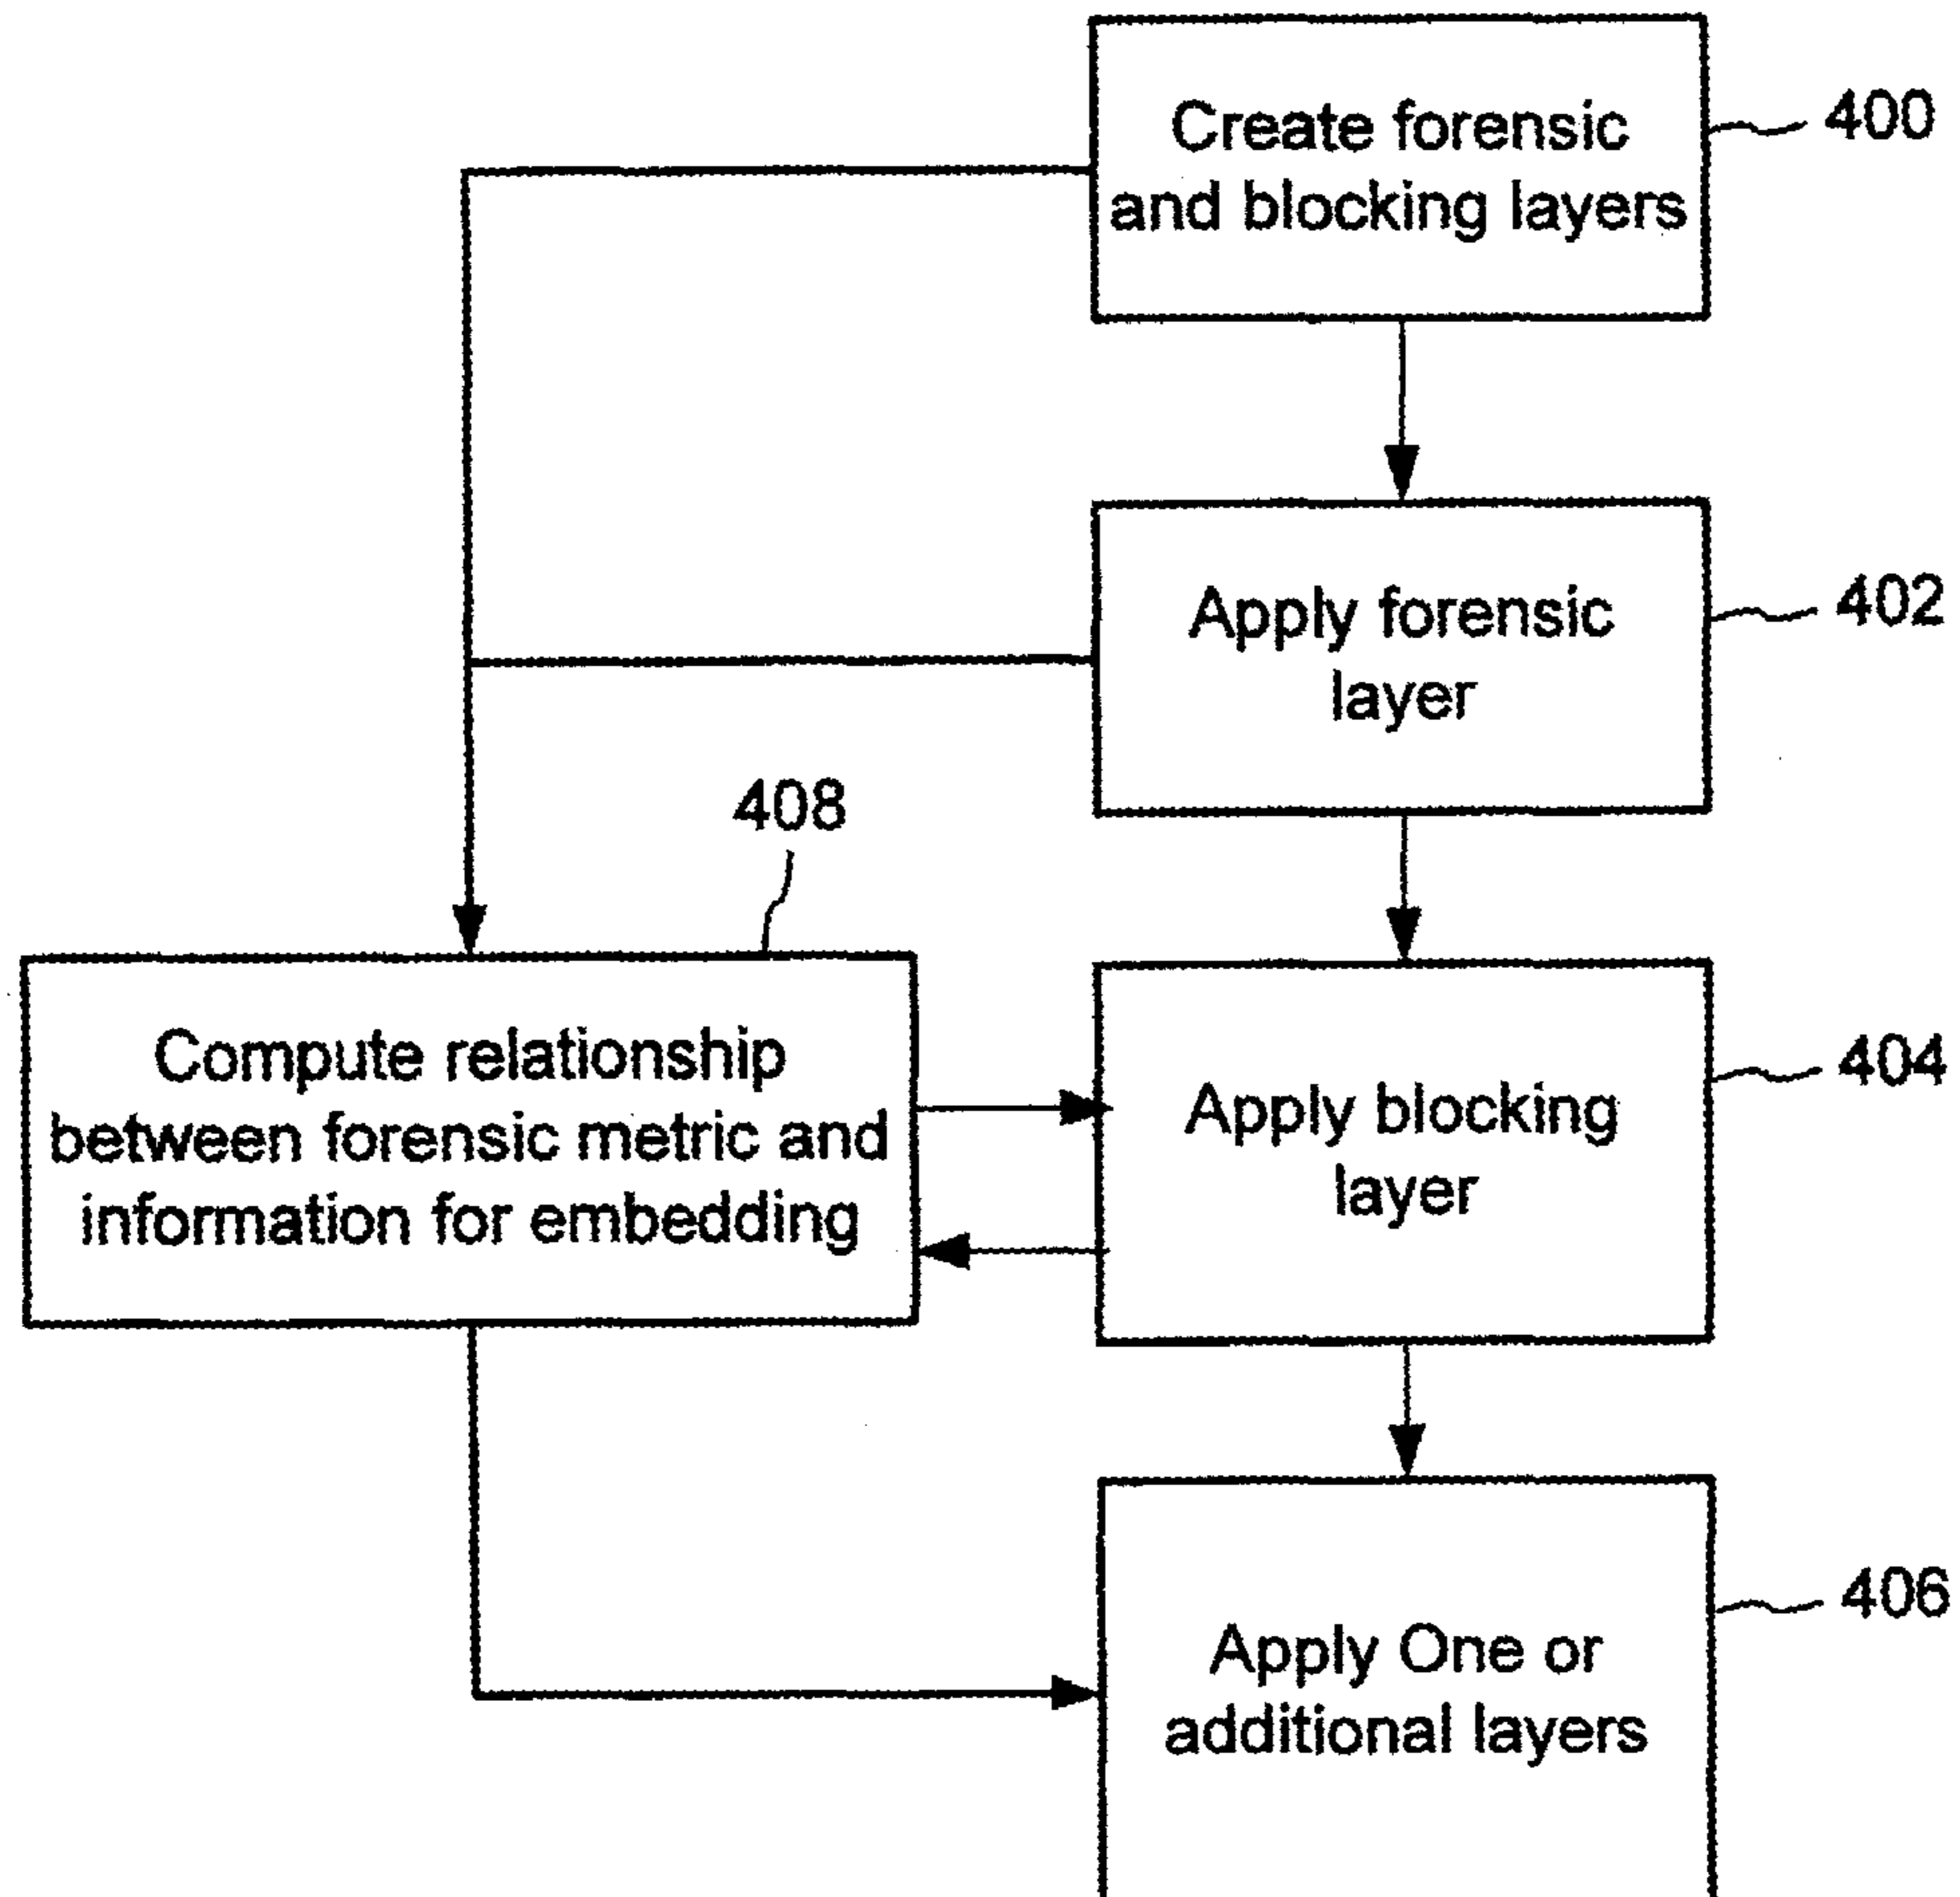 Create forensic
and blocking layers
400
Apply forensic
layer
402
408
Compute relationship
between forensic metric and
information for embedding
Apply blocking
layer
404
Apply One or
additional layers
406